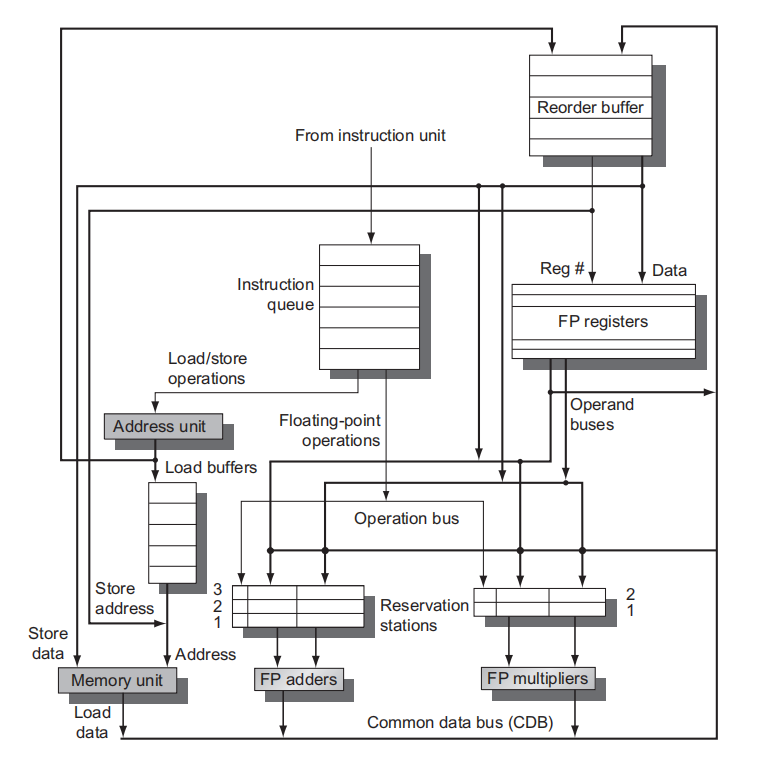 Reorder buffer
From instruction unit
Reg #
Data
Instruction
queue
FP registers
Load/store
operations
Operand
buses
Address unit
Floating-point
operations
Load buffers
Operation bus
Store
address
3
2
1
Reservation
stations
2
1
Store
data
Address
Memory unit
FP adders
FP multipliers
Load
data
Common data bus (CDB)